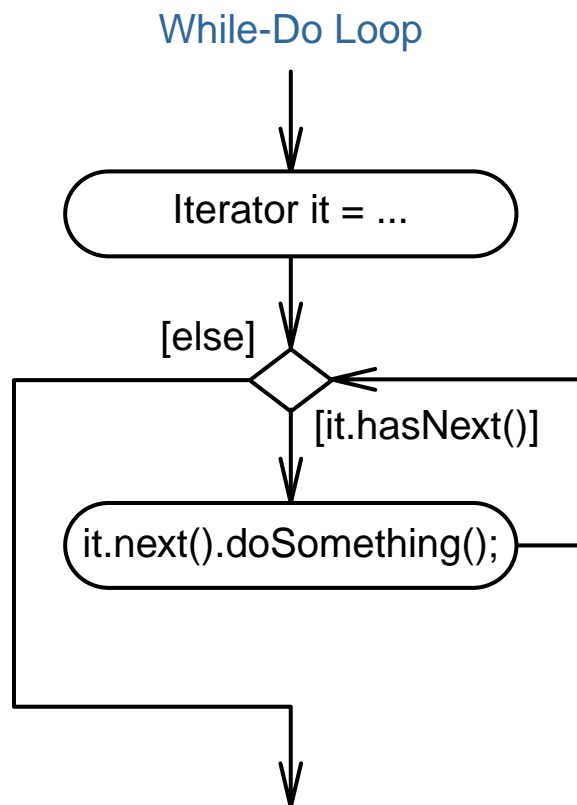 While-Do Loop
Iterator it = ...
[else]
[it.hasNext()]
it.next().doSomething();